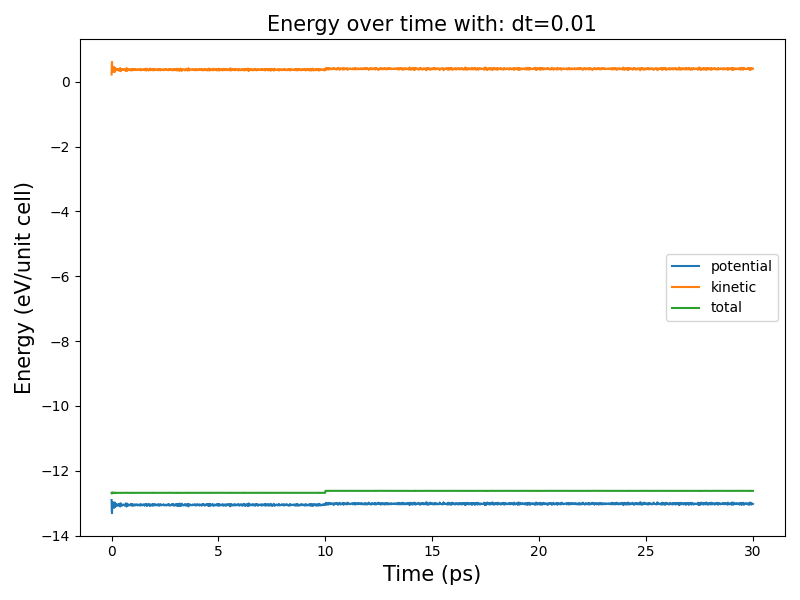 Energy over time with: dt=0.01
Energy (eV/unit cell)
0
−2
−4
−6
−8
−10
−12
−14
potential
kinetic
total
0 5 10 15 20 25 30
Time (ps)